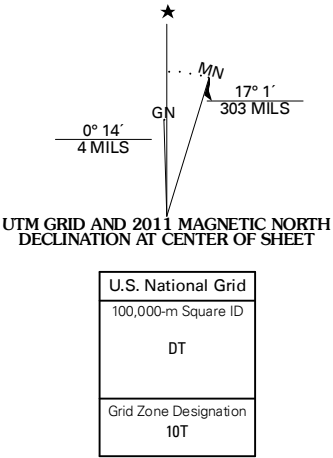 MN
17° 1´
303 MILS
GN
0° 14´
4 MILS
UTM GRID AND 2011 MAGNETIC NORTH
DECLINATION AT CENTER OF SHEET
U.S. National Grid
100,000-m Square ID
DT
Grid Zone Designation
10T